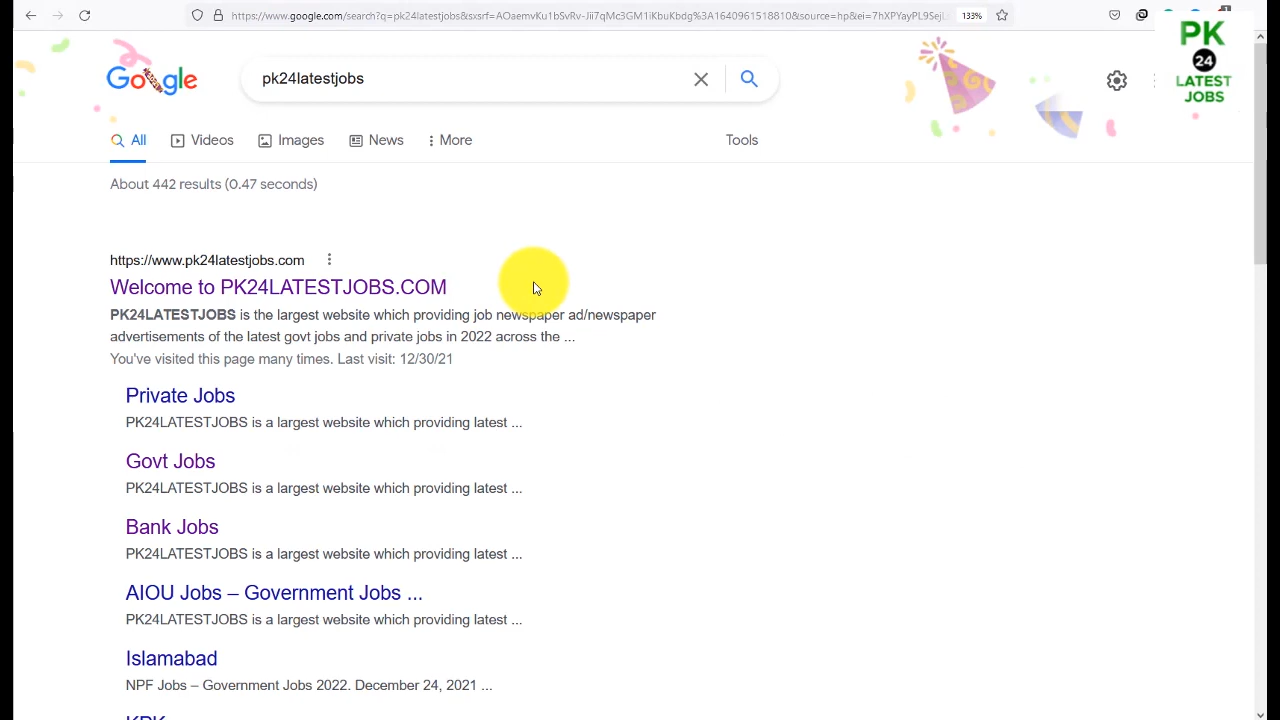 https://www.google.com/search?q=pk24latestjobs&sxsrf=AOaemvKu1bSvRv-Jii7qMc3GM1iKbuKbdg%3A1640961518810&source=hp&ei=7hXPYayPL9SejL
133%
PK
24
LATEST
JOBS
Google
pk24latestjobs
All
Videos
Images
News
More
Tools
About 442 results (0.47 seconds)
https://www.pk24latestjobs.com
Welcome to PK24LATESTJOBS.COM
PK24LATESTJOBS is the largest website which providing job newspaper ad/newspaper
advertisements of the latest govt jobs and private jobs in 2022 across the ...
You've visited this page many times. Last visit: 12/30/21
Private Jobs
PK24LATESTJOBS is a largest website which providing latest ...
Govt Jobs
PK24LATESTJOBS is a largest website which providing latest ...
Bank Jobs
PK24LATESTJOBS is a largest website which providing latest ...
AIOU Jobs – Government Jobs ...
PK24LATESTJOBS is a largest website which providing latest ...
Islamabad
NPF Jobs – Government Jobs 2022. December 24, 2021 ...
KPK